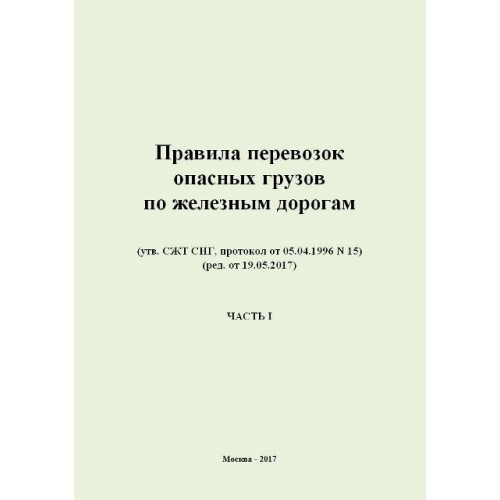 Правила перевозок
опасных грузов
по железным дорогам
(утв. СЖТ СНГ, протокол от 05.04.1996 N 15)
(ред. от 19.05.2017)
ЧАСТЬ I
Москва - 2017